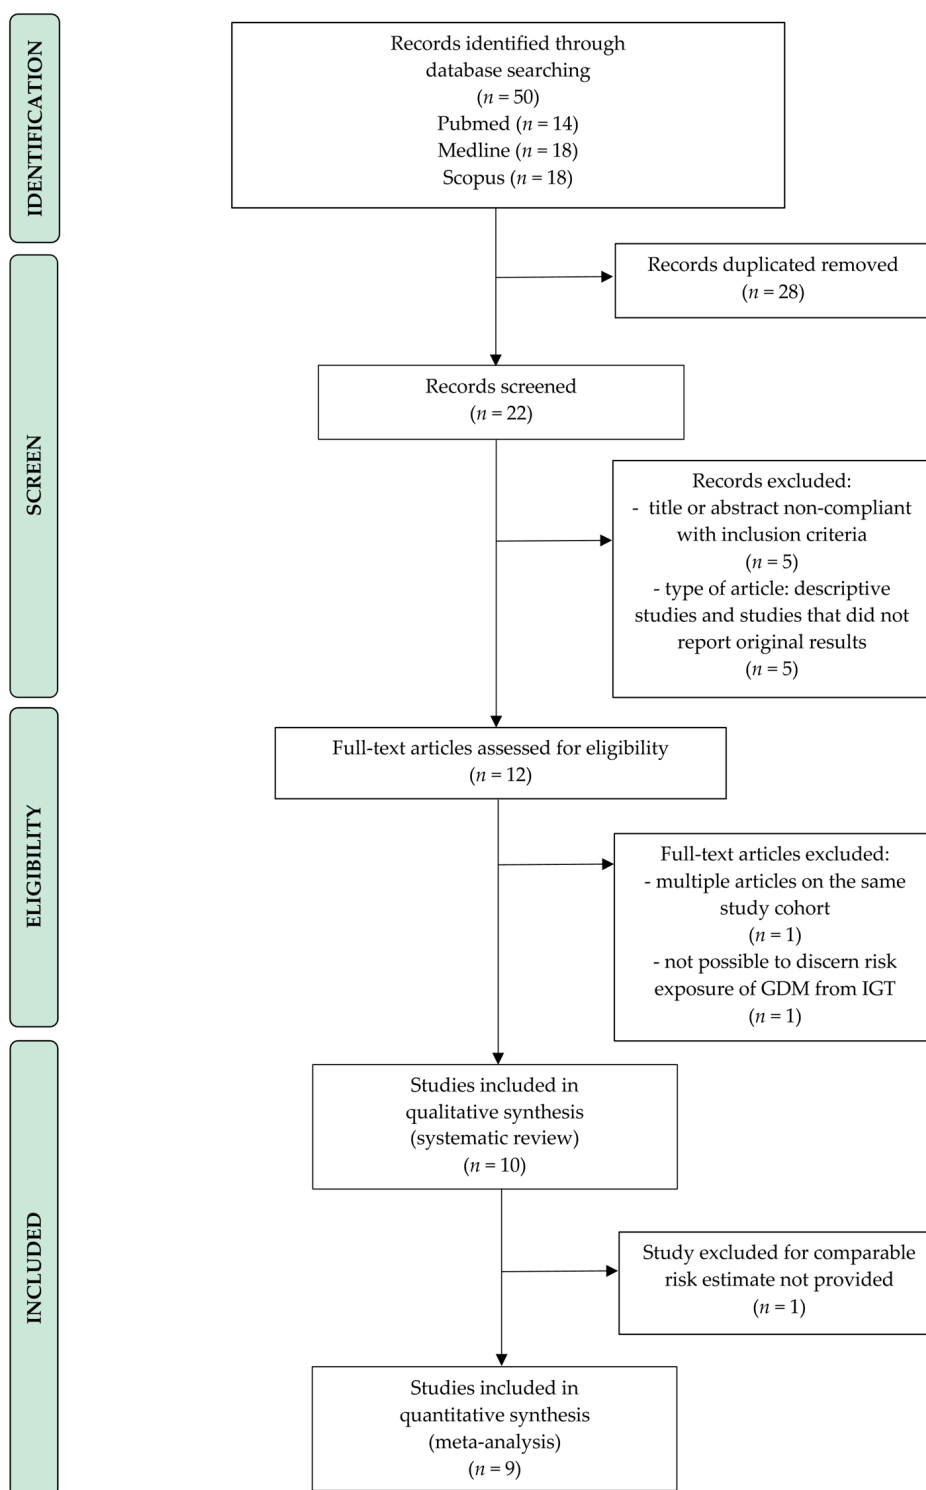 IDENTIFICATION
Records identified through
database searching
(n = 50)
Pubmed (n = 14)
Medline (n = 18)
Scopus (n = 18)
Records duplicated removed
(n = 28)
SCREEN
Records screened
(n = 22)
Records excluded:
- title or abstract non-compliant
with inclusion criteria
(n = 5)
- type of article: descriptive
studies and studies that did not
report original results
(n = 5)
ELIGIBILITY
Full-text articles assessed for eligibility
(n = 12)
Full-text articles excluded:
- multiple articles on the same
study cohort
(n = 1)
- not possible to discern risk
exposure of GDM from IGT
(n = 1)
INCLUDED
Studies included in
qualitative synthesis
(systematic review)
(n = 10)
Study excluded for comparable
risk estimate not provided
(n = 1)
Studies included in
quantitative synthesis
(meta-analysis)
(n = 9)